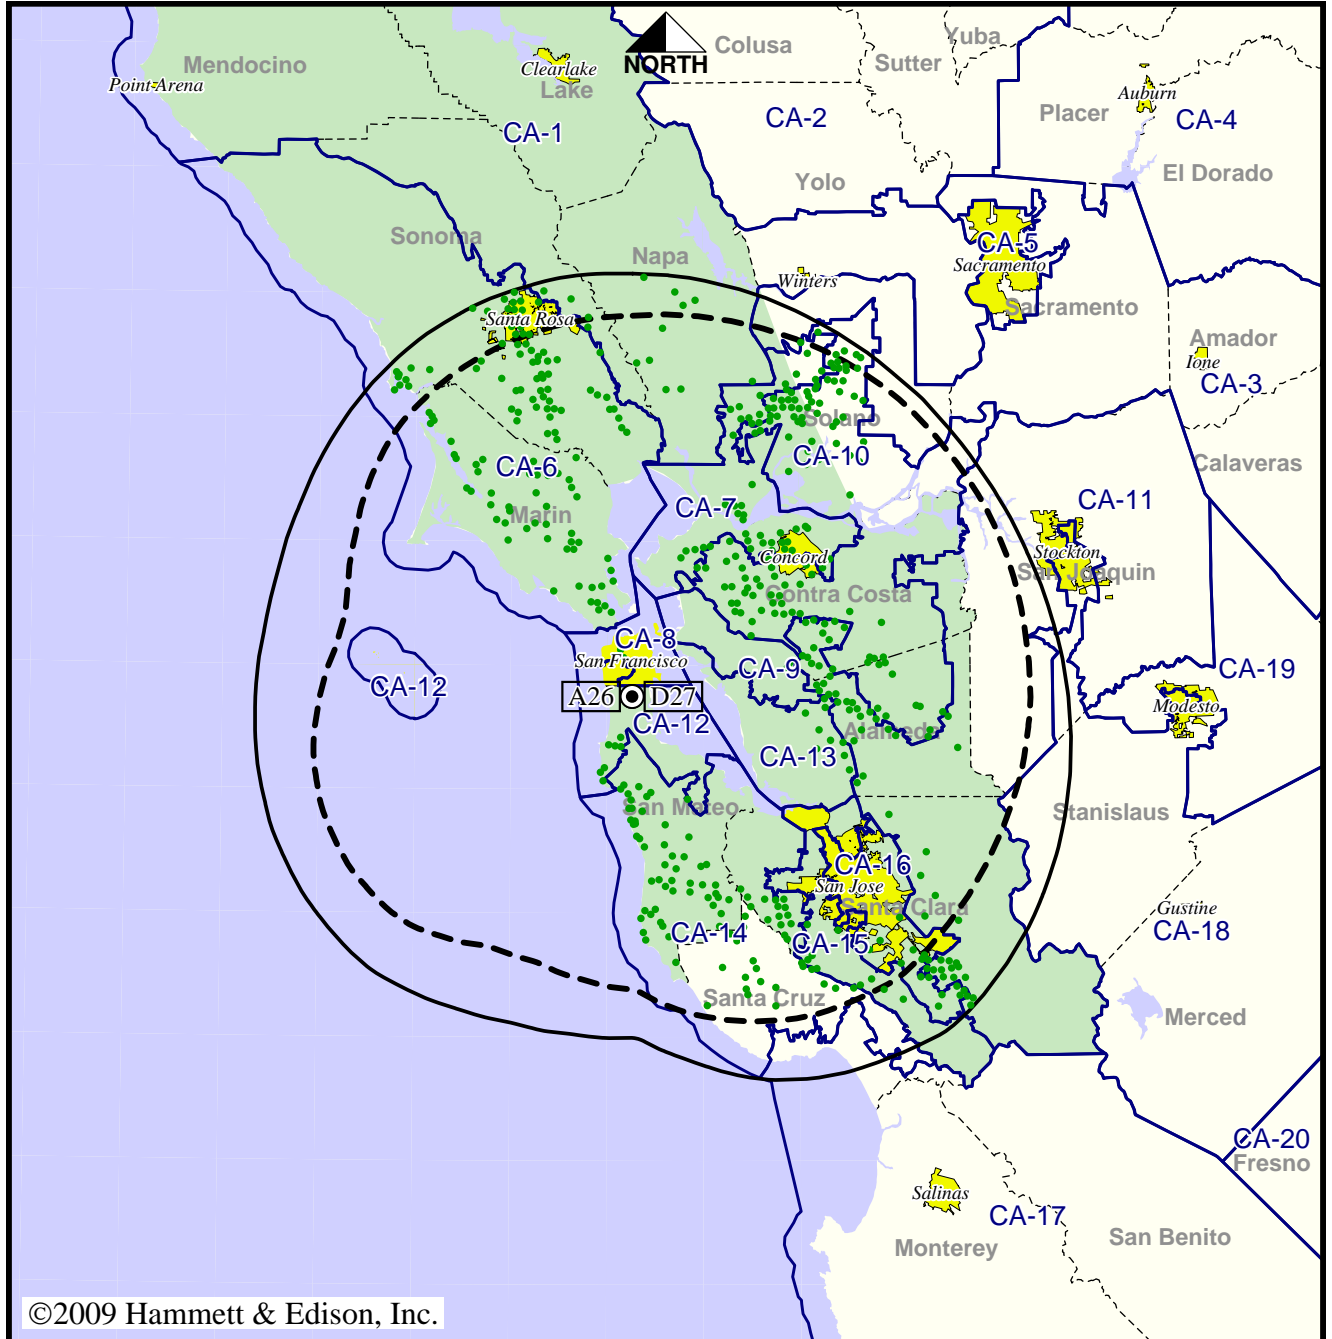 Colusa
Yuba
Sutter
NORTH
Mendocino
Point Arena
Clearlake
Lake
CA-1
CA-2
Placer
Auburn
CA-4
El Dorado
Yolo
Sonoma
Napa
CA-5
Sacramento
Sacramento
Winters
Santa Rosa
Amador
Ione
CA-3
Solano
CA-10
Calaveras
CA-6
Marin
CA-7
CA-11
Concord
Stockton
San Joaquin
Contra Costa
CA-8
San Francisco
CA-9
CA-19
CA-12
A26
D27
CA-12
Modesto
Alameda
CA-13
San Mateo
Stanislaus
CA-16
San Jose
Santa Clara
Gustine
CA-18
CA-14
CA-15
Santa Cruz
Merced
CA-20
Fresno
Salinas
CA-17
Monterey
San Benito
©2009 Hammett & Edison, Inc.